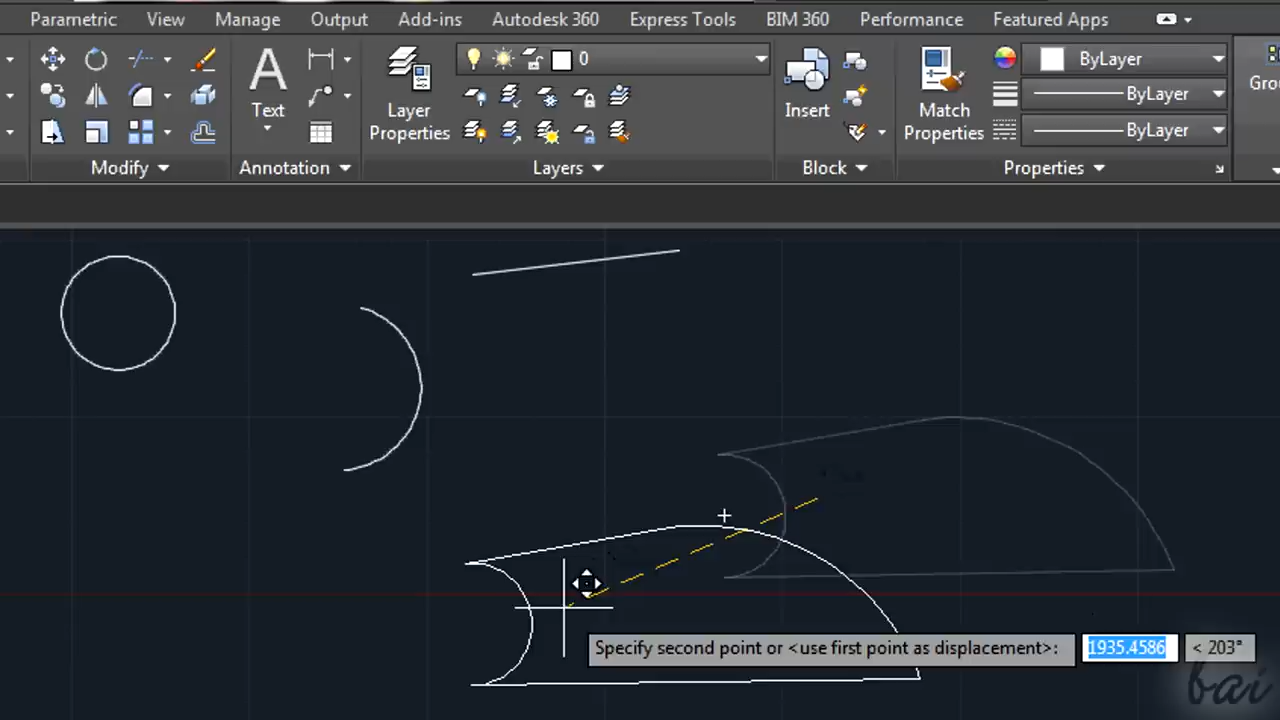 Parametric View Manage Output Add-ins Autodesk 360 Express Tools BIM 360 Performance Featured Apps
0 ByLayer
Text Layer Properties Insert Match Properties ByLayer
ByLayer
Modify Annotation Layers Block Properties
Specify second point or <use first point as displacement>: 1935.4586 < 203°
bai